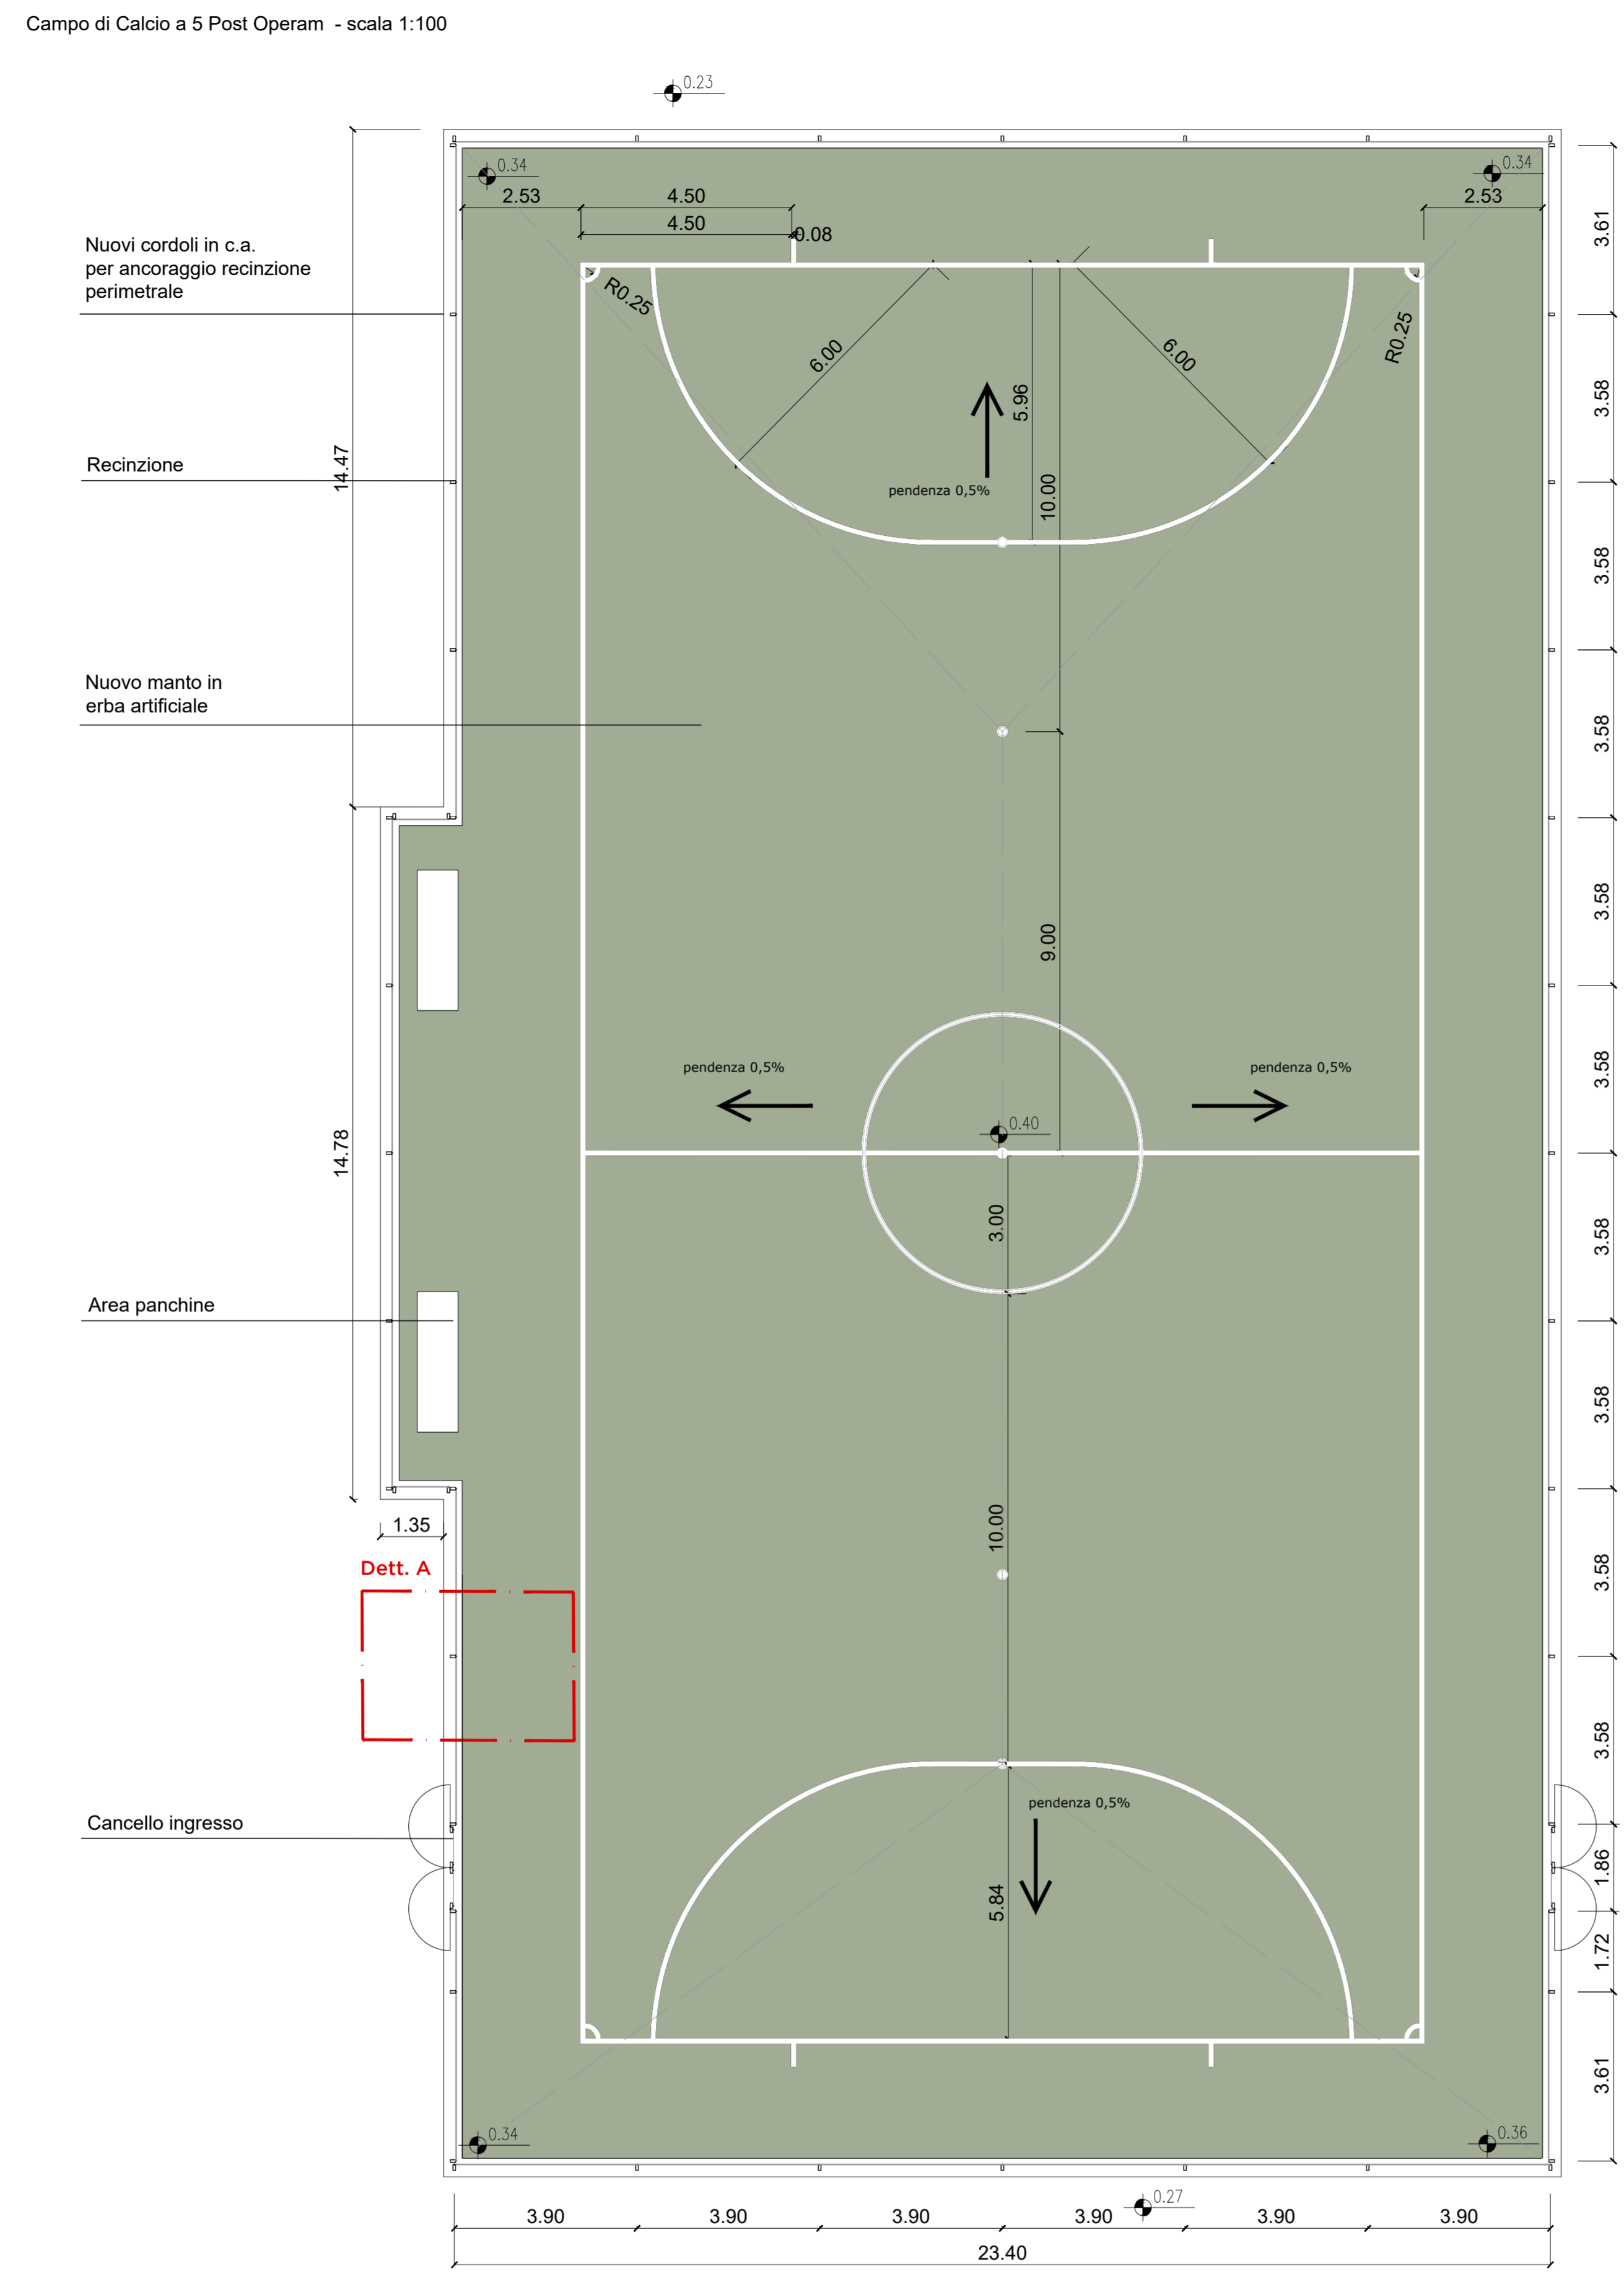 Campo di Calcio a 5 Post Operam - scala 1:100
0.23
0.34
0.34
2.53
4.50
2.53
4.50
0.08
3.61
Nuovi cordoli in c.a.
per ancoraggio recinzione
perimetrale
R0.25
R0.25
6.00
6.00
5.96
3.58
14.47
Recinzione
pendenza 0,5%
10.00
3.58
Nuovo manto in
erba artificiale
3.58
3.58
9.00
pendenza 0,5%
pendenza 0,5%
3.58
0.40
14.78
3.00
3.58
Area panchine
3.58
1.35
10.00
Dett. A
3.58
3.58
pendenza 0,5%
Cancello ingresso
1.86
5.84
1.72
3.61
0.34
0.36
0.27
3.90
3.90
3.90
3.90
3.90
3.90
23.40